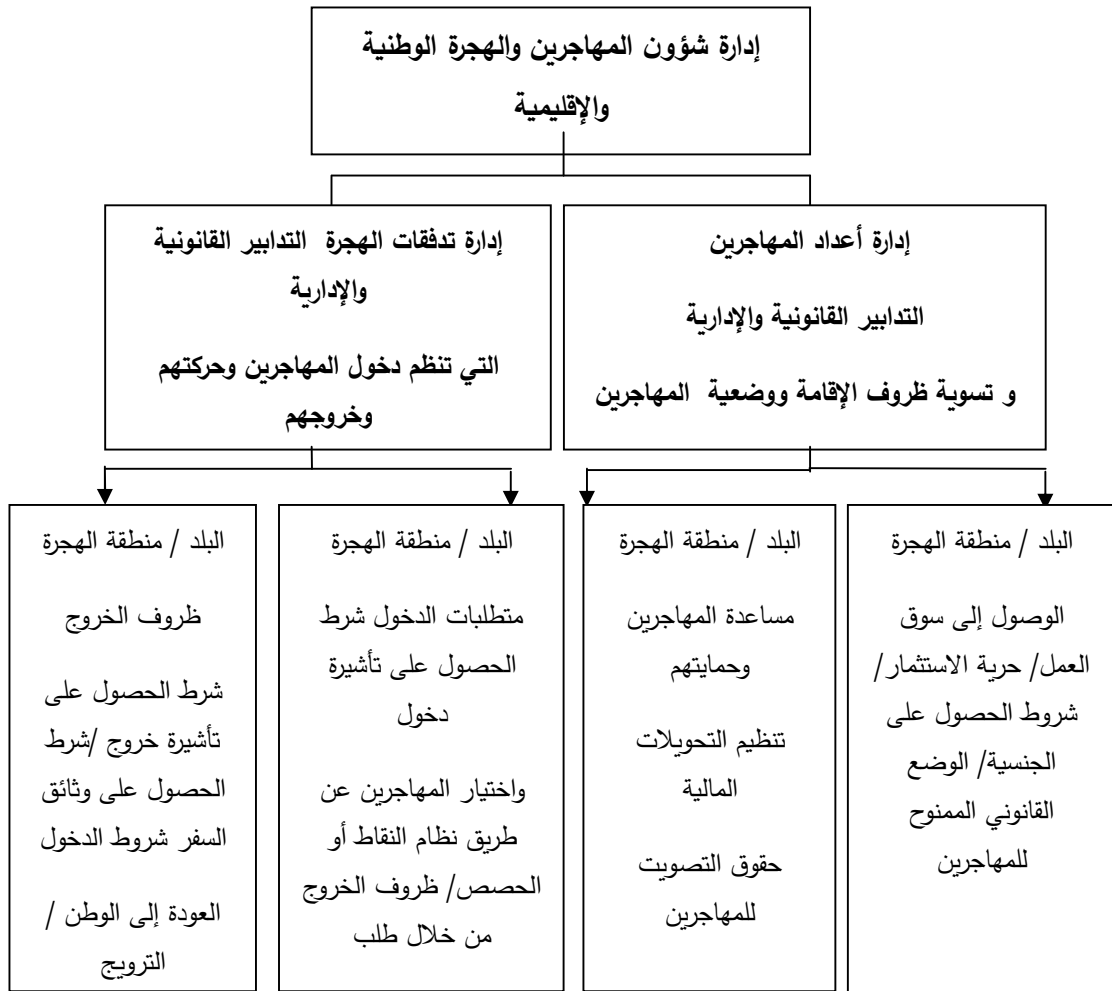 إدارة شؤون المهاجرين والهجرة الوطنية
والإقليمية
إدارة أعداد المهاجرين
التدابير القانونية والإدارية
و تسوية ظروف الإقامة ووضعية المهاجرين
إدارة تدفقات الهجرة التدابير القانونية
والإدارية
التي تنظم دخول المهاجرين وحركتهم
وخروجهم
البلد / منطقة الهجرة
الوصول إلى سوق
العمل/ حرية الاستثمار/
شروط الحصول على
الجنسية/ الوضع
القانوني الممنوح
للمهاجرين
البلد / منطقة الهجرة
مساعدة المهاجرين
وحمايتهم
تنظيم التحويلات
المالية
حقوق التصويت
للمهاجرين
البلد / منطقة الهجرة
متطلبات الدخول شرط
الحصول على تأشيرة
دخول
واختيار المهاجرين عن
طريق نظام النقاط أو
الحصص/ ظروف الخروج
من خلال طلب
البلد / منطقة الهجرة
ظروف الخروج
شرط الحصول على
تأشيرة خروج /شرط
الحصول على وثائق
السفر شروط الدخول
العودة إلى الوطن /
الترويج